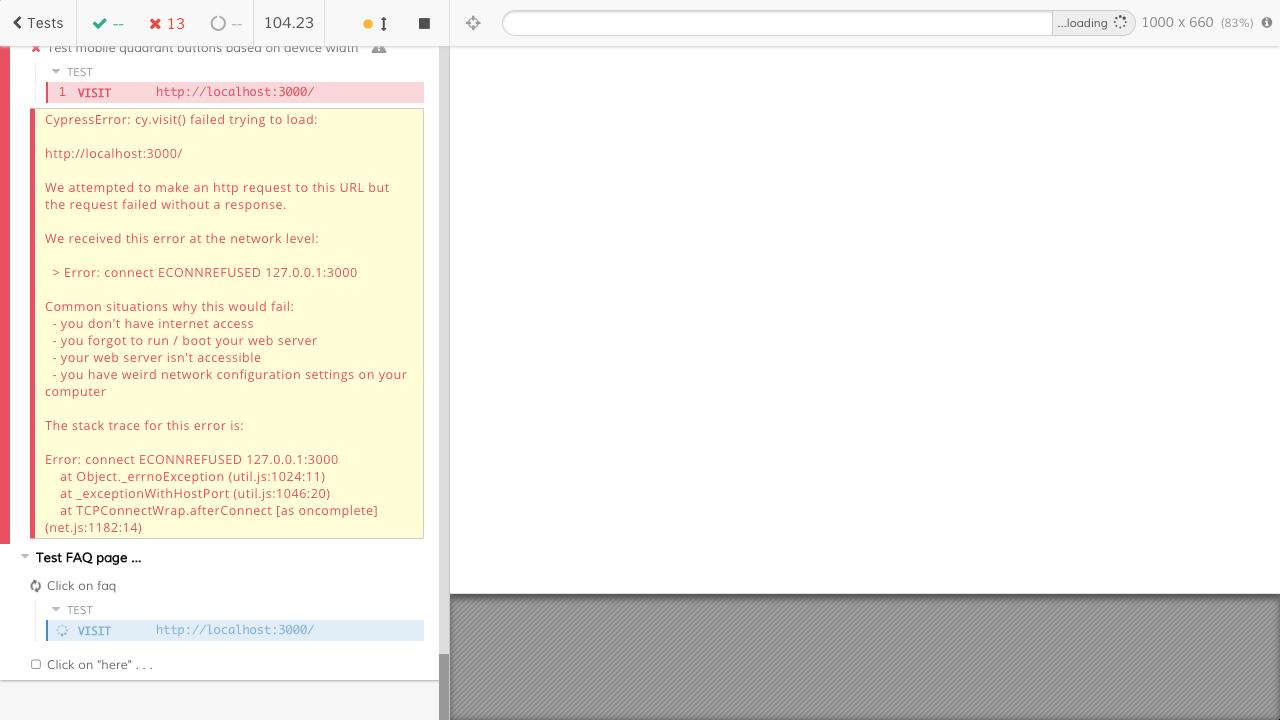 Tests
--
13
--
104.23
...loading
1000 x 660 (83%)
Test mobile quadrant buttons based on device width
TEST
1 VISIT http://localhost:3000/
CypressError: cy.visit() failed trying to load:
http://localhost:3000/
We attempted to make an http request to this URL but
the request failed without a response.
We received this error at the network level:
> Error: connect ECONNREFUSED 127.0.0.1:3000
Common situations why this would fail:
- you don't have internet access
- you forgot to run / boot your web server
- your web server isn't accessible
- you have weird network configuration settings on your
computer
The stack trace for this error is:
Error: connect ECONNREFUSED 127.0.0.1:3000
at Object._errnoException (util.js:1024:11)
at _exceptionWithHostPort (util.js:1046:20)
at TCPConnectWrap.afterConnect [as oncomplete]
(net.js:1182:14)
Test FAQ page ...
Click on faq
TEST
VISIT http://localhost:3000/
Click on "here" . . .